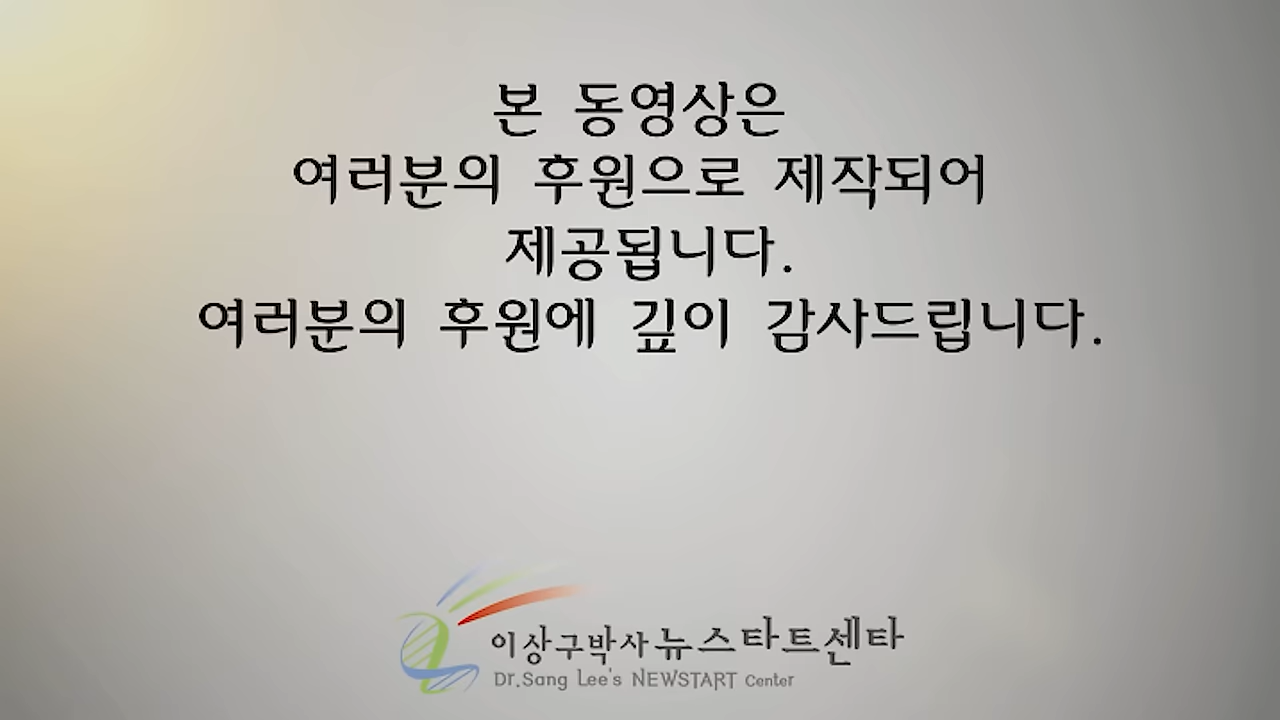 본 동영상은
여러분의 후원으로 제작되어
제공됩니다.
여러분의 후원에 깊이 감사드립니다.
이상구박사뉴스타트센타
Dr.Sang Lee's NEWSTART Center